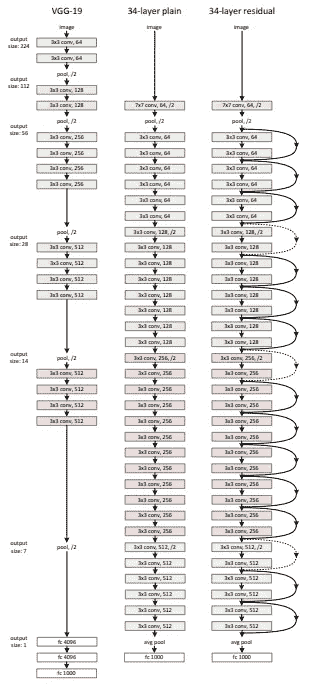 VGG-19
34-layer plain
34-layer residual
output
size: 224
output
size: 112
output
size: 56
output
size: 28
output
size: 14
output
size: 7
output
size: 1
image
3x3 conv, 64
3x3 conv, 64
pool, /2
3x3 conv, 128
3x3 conv, 128
pool, /2
3x3 conv, 256
3x3 conv, 256
3x3 conv, 256
3x3 conv, 256
pool, /2
3x3 conv, 512
3x3 conv, 512
3x3 conv, 512
3x3 conv, 512
pool, /2
3x3 conv, 512
3x3 conv, 512
3x3 conv, 512
3x3 conv, 512
pool, /2
fc 4096
fc 4096
fc 1000
image
7x7 conv, 64, /2
pool, /2
3x3 conv, 64
3x3 conv, 64
3x3 conv, 64
3x3 conv, 64
3x3 conv, 64
3x3 conv, 64
3x3 conv, 128, /2
3x3 conv, 128
3x3 conv, 128
3x3 conv, 128
3x3 conv, 128
3x3 conv, 128
3x3 conv, 128
3x3 conv, 128
3x3 conv, 256, /2
3x3 conv, 256
3x3 conv, 256
3x3 conv, 256
3x3 conv, 256
3x3 conv, 256
3x3 conv, 256
3x3 conv, 256
3x3 conv, 256
3x3 conv, 256
3x3 conv, 256
3x3 conv, 256
3x3 conv, 512, /2
3x3 conv, 512
3x3 conv, 512
3x3 conv, 512
3x3 conv, 512
3x3 conv, 512
avg pool
fc 1000
image
7x7 conv, 64, /2
pool, /2
3x3 conv, 64
3x3 conv, 64
3x3 conv, 64
3x3 conv, 64
3x3 conv, 64
3x3 conv, 64
3x3 conv, 128, /2
3x3 conv, 128
3x3 conv, 128
3x3 conv, 128
3x3 conv, 128
3x3 conv, 128
3x3 conv, 128
3x3 conv, 128
3x3 conv, 256, /2
3x3 conv, 256
3x3 conv, 256
3x3 conv, 256
3x3 conv, 256
3x3 conv, 256
3x3 conv, 256
3x3 conv, 256
3x3 conv, 256
3x3 conv, 256
3x3 conv, 256
3x3 conv, 256
3x3 conv, 512, /2
3x3 conv, 512
3x3 conv, 512
3x3 conv, 512
3x3 conv, 512
3x3 conv, 512
avg pool
fc 1000